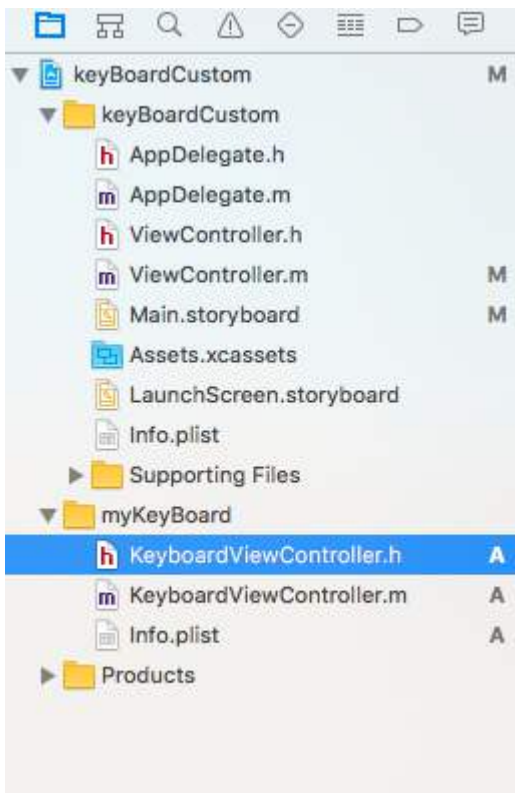 keyBoardCustom M
keyBoardCustom
h AppDelegate.h
m AppDelegate.m
h ViewController.h
m ViewController.m M
Main.storyboard M
Assets.xcassets
LaunchScreen.storyboard
Info.plist
Supporting Files
myKeyBoard
h KeyboardViewController.h A
m KeyboardViewController.m A
Info.plist A
Products